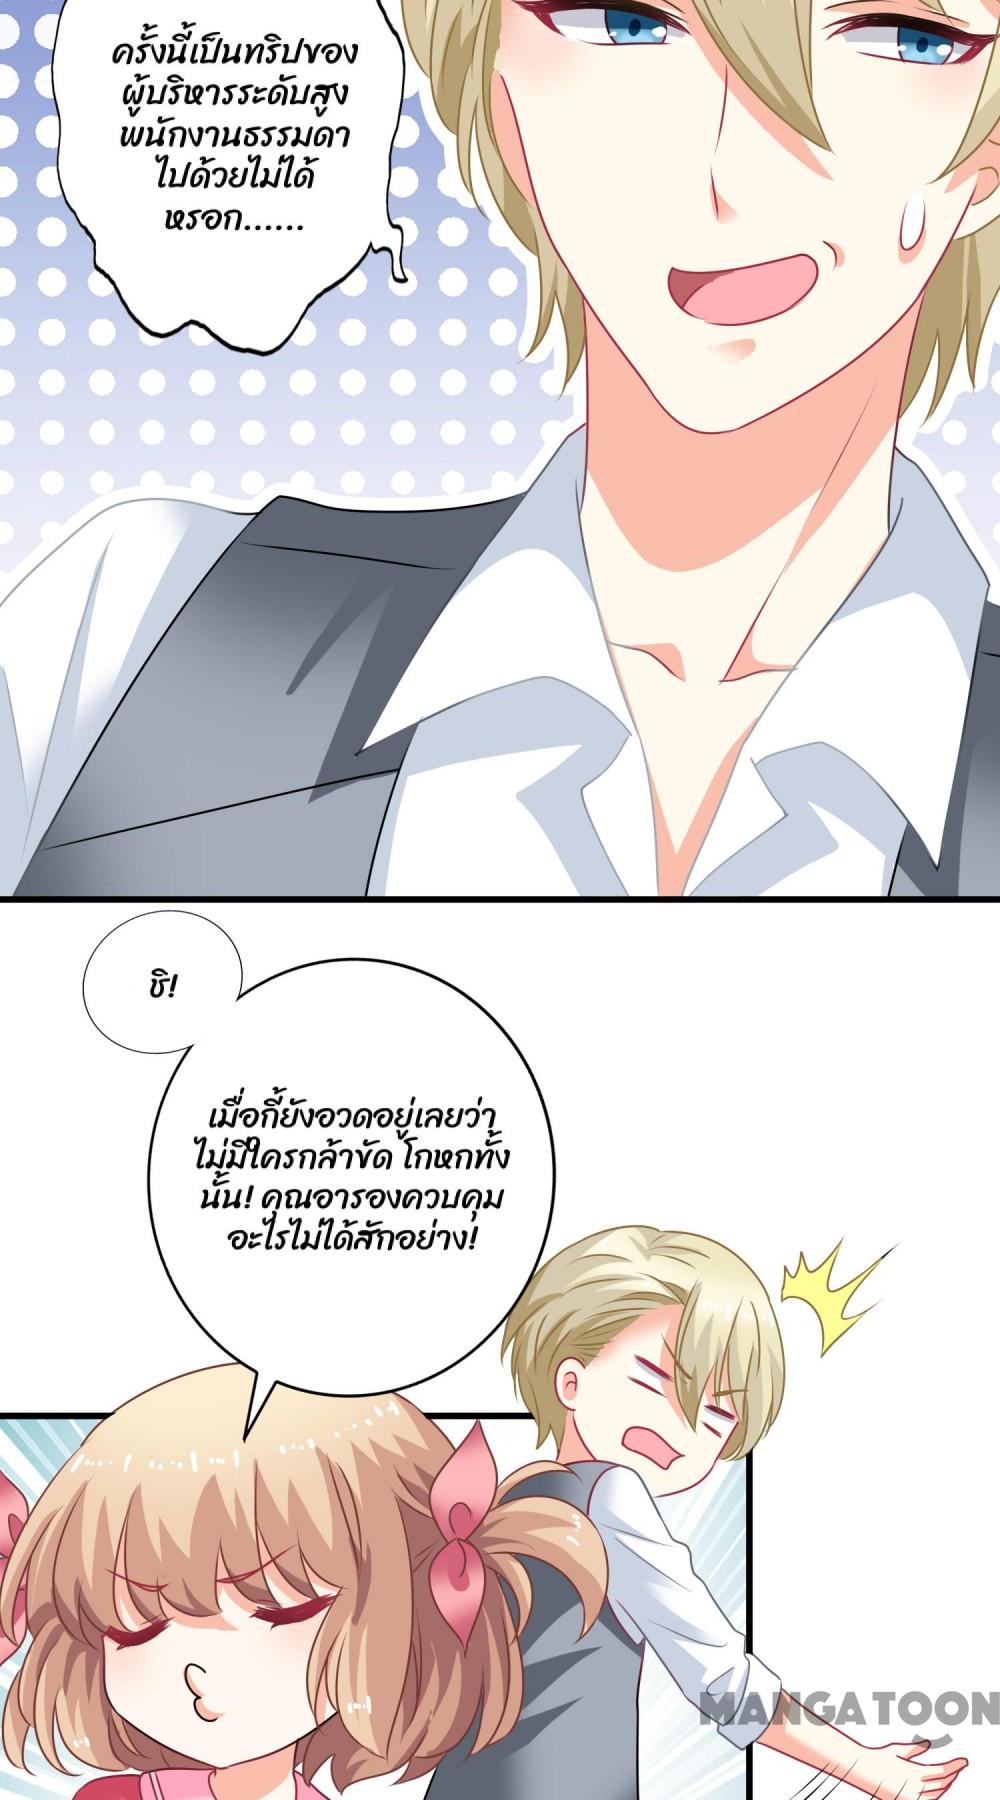 ครั้งนี้เป็นทริปของ
ผู้บริหารระดับสูง
พนักงานธรรมดา
ไปด้วยไม่ได้
หรอก......
ชิ!
เมื่อกี้ยังอวดอยู่เลยว่า
ไม่มีใครกล้าขัด โกหกทั้ง
นั้น! คุณอารองควบคุม
อะไรไม่ได้สักอย่าง!
MANGATOON